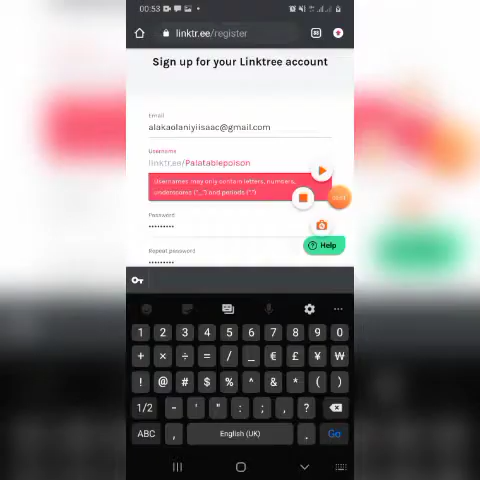 00:53
linktr.ee/register
Sign up for your Linktree account
Email
alakaolaniyiisaac@gmail.com
Username
linktr.ee/Palatablepoison
Usernames may only contain letters, numbers,
underscores ("_") and periods (".")
Password
•••••••••
? Help
Repeat password
•••••••••
1 2 3 4 5 6 7 8 9 0
+ × ÷ = / _ € £ ¥ ₩
! @ # $ % ^ & * ( )
1/2 - ' " : ; , ?
ABC , English (UK) . Go